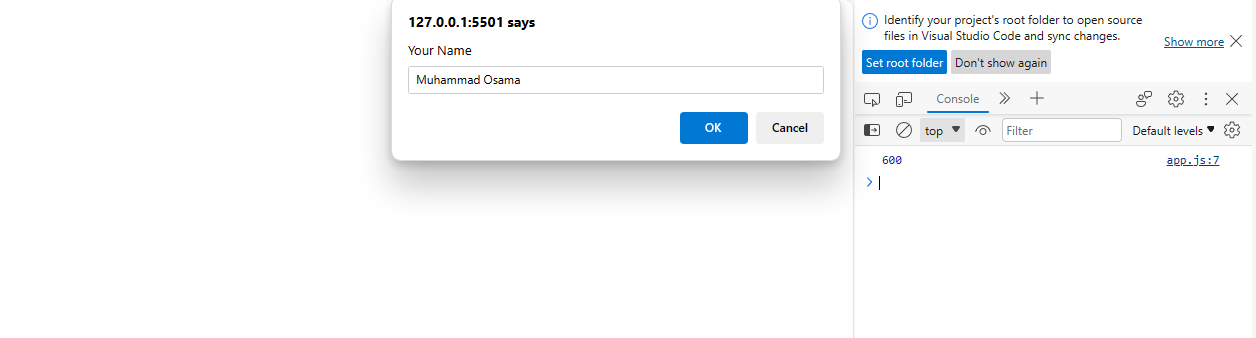 127.0.0.1:5501 says
Your Name
Muhammad Osama
OK Cancel
Identify your project's root folder to open source
files in Visual Studio Code and sync changes.
Show more
Set root folder Don't show again
Console
top Filter Default levels
600 app.js:7